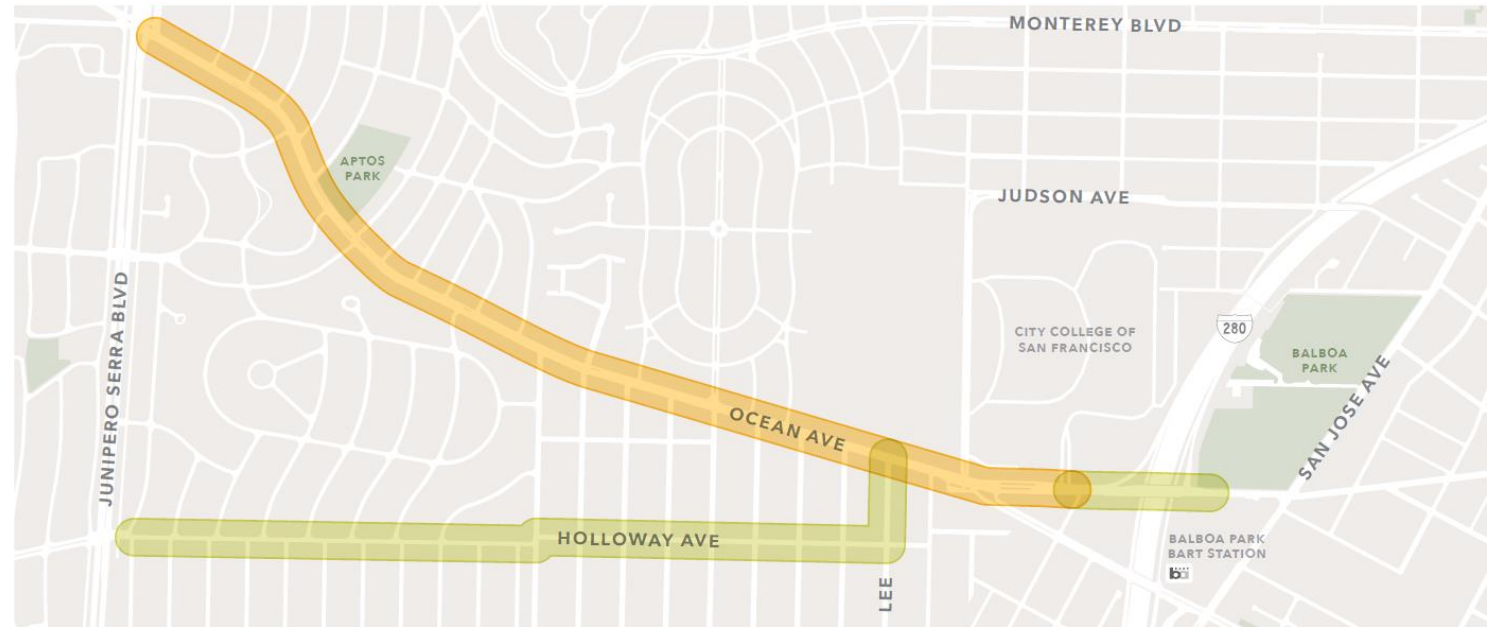 MONTEREY BLVD
APTOS
PARK
JUDSON AVE
JUNIPERO SERRA BLVD
CITY COLLEGE OF
SAN FRANCISCO
280
BALBOA
PARK
SAN JOSE AVE
OCEAN AVE
HOLLOWAY AVE
BALBOA PARK
BART STATION
LEE